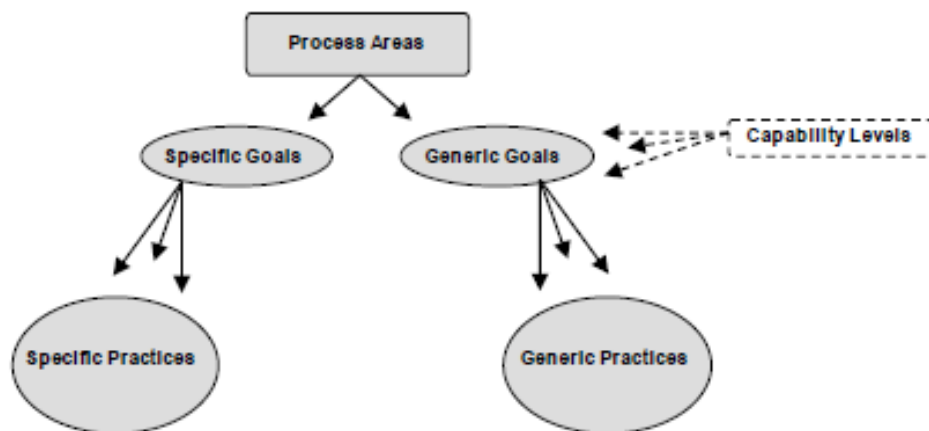 Process Areas
Specific Goals
Generic Goals
Capability Levels
Specific Practices
Generic Practices